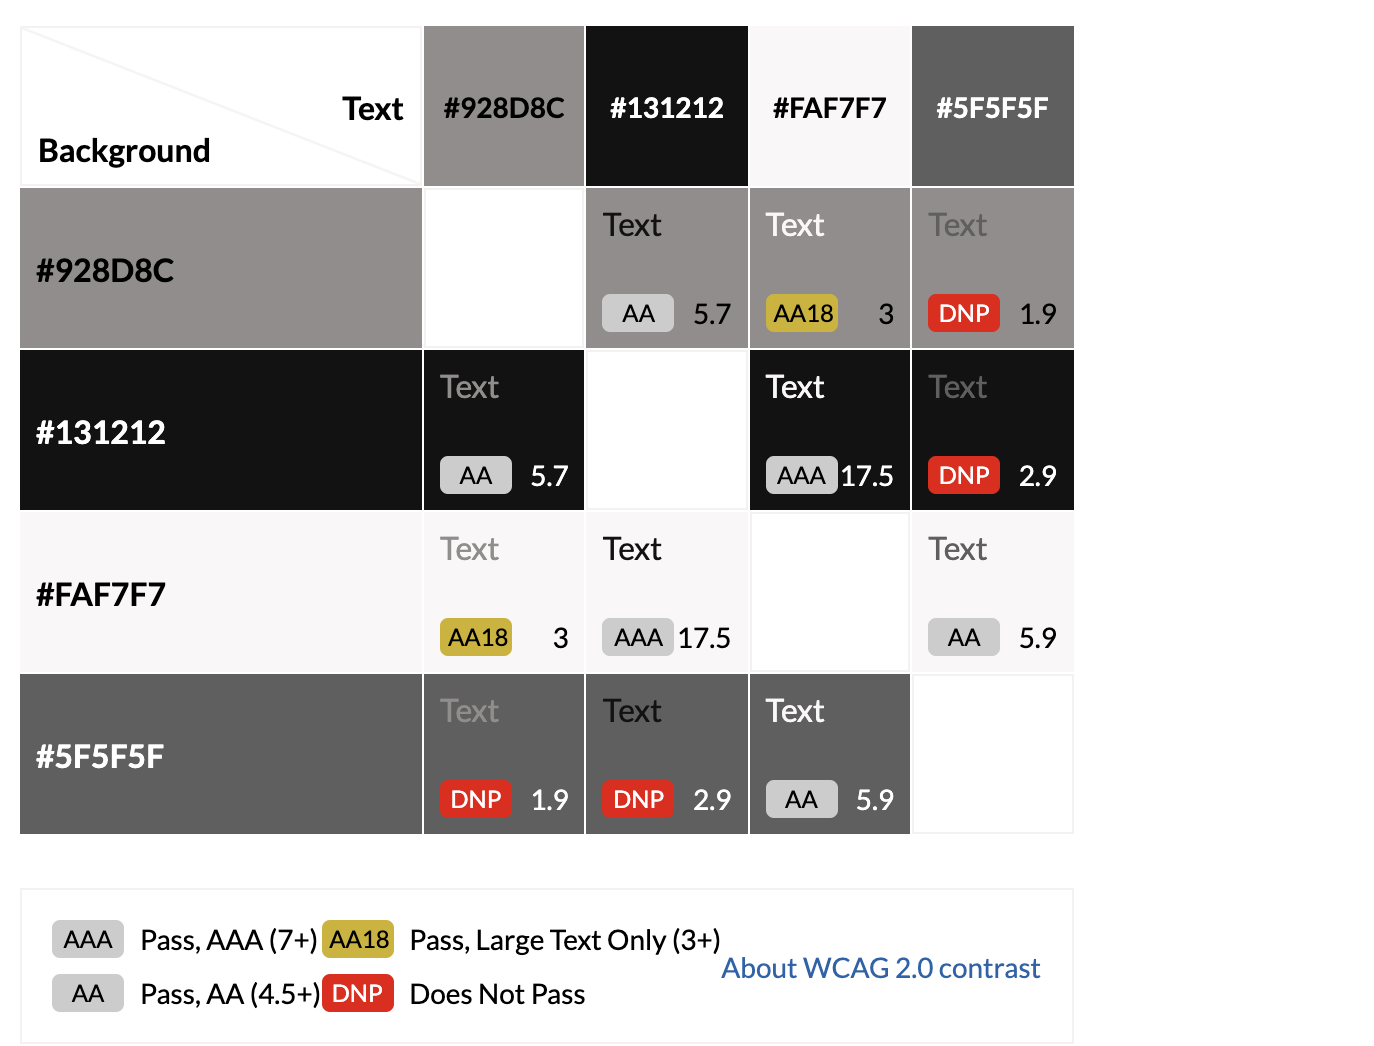 Text
Background
#928D8C
#131212
#FAF7F7
#5F5F5F
#928D8C
Text
AA 5.7
Text
AA18 3
Text
DNP 1.9
#131212
Text
AA 5.7
Text
AAA 17.5
Text
DNP 2.9
#FAF7F7
Text
AA18 3
Text
AAA 17.5
Text
AA 5.9
#5F5F5F
Text
DNP 1.9
Text
DNP 2.9
Text
AA 5.9
AAA Pass, AAA (7+) AA18 Pass, Large Text Only (3+)
About WCAG 2.0 contrast
AA Pass, AA (4.5+) DNP Does Not Pass